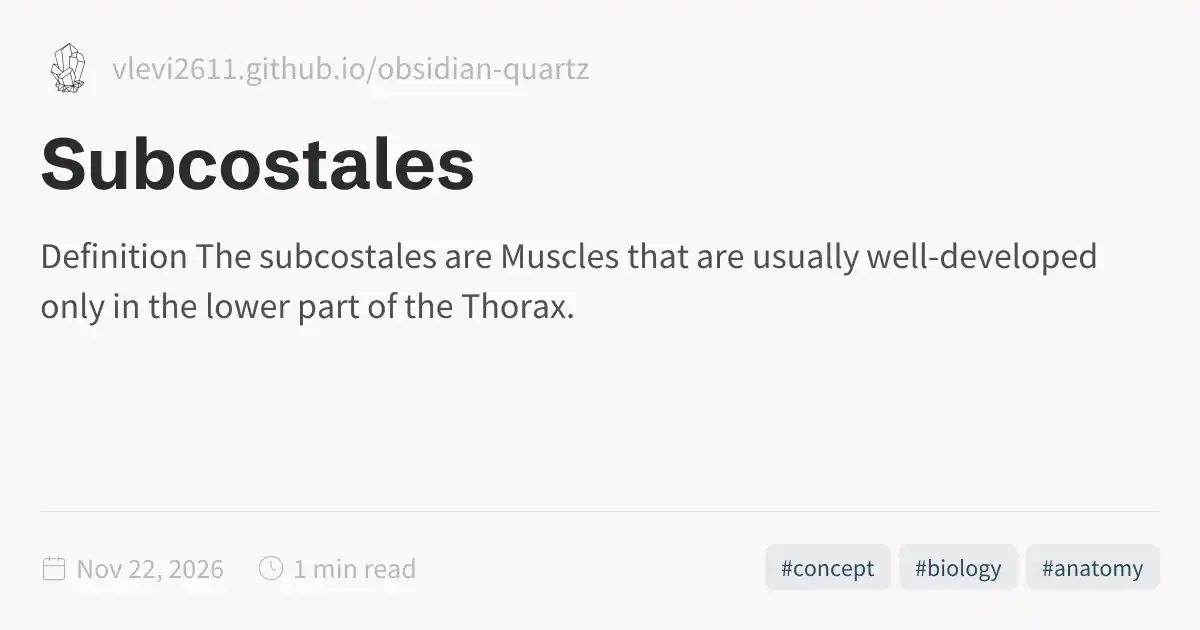 vlevi2611.github.io/obsidian-quartz
Subcostales
Definition The subcostales are Muscles that are usually well-developed
only in the lower part of the Thorax.
Nov 22, 2026 1 min read #concept #biology #anatomy